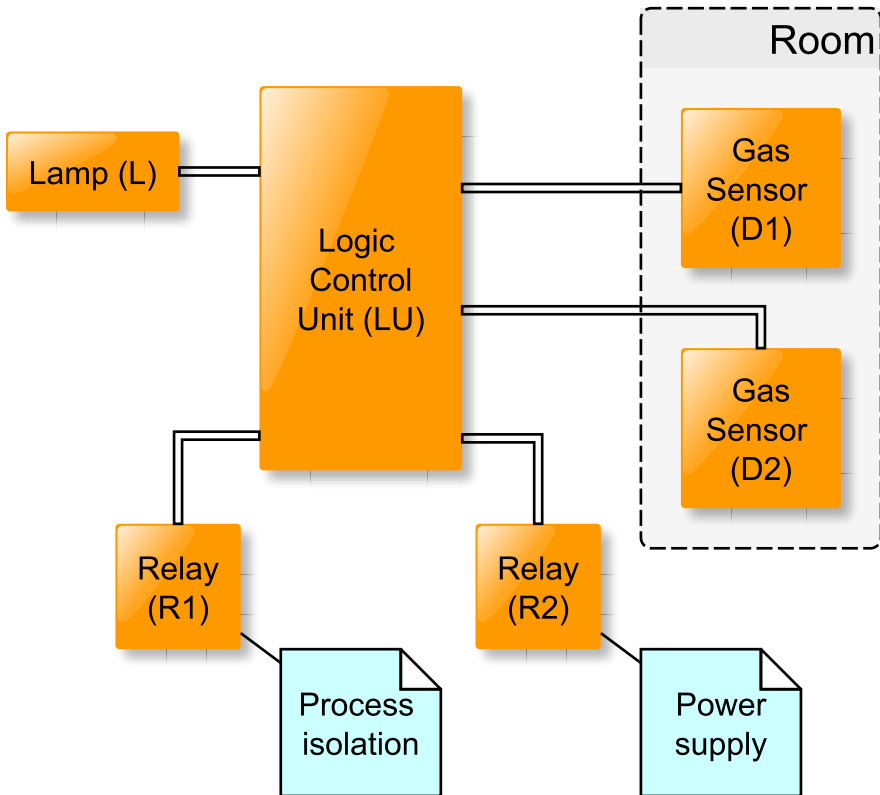 Room
Lamp (L)
Logic
Control
Unit (LU)
Gas
Sensor
(D1)
Gas
Sensor
(D2)
Relay
(R1)
Relay
(R2)
Process
isolation
Power
supply